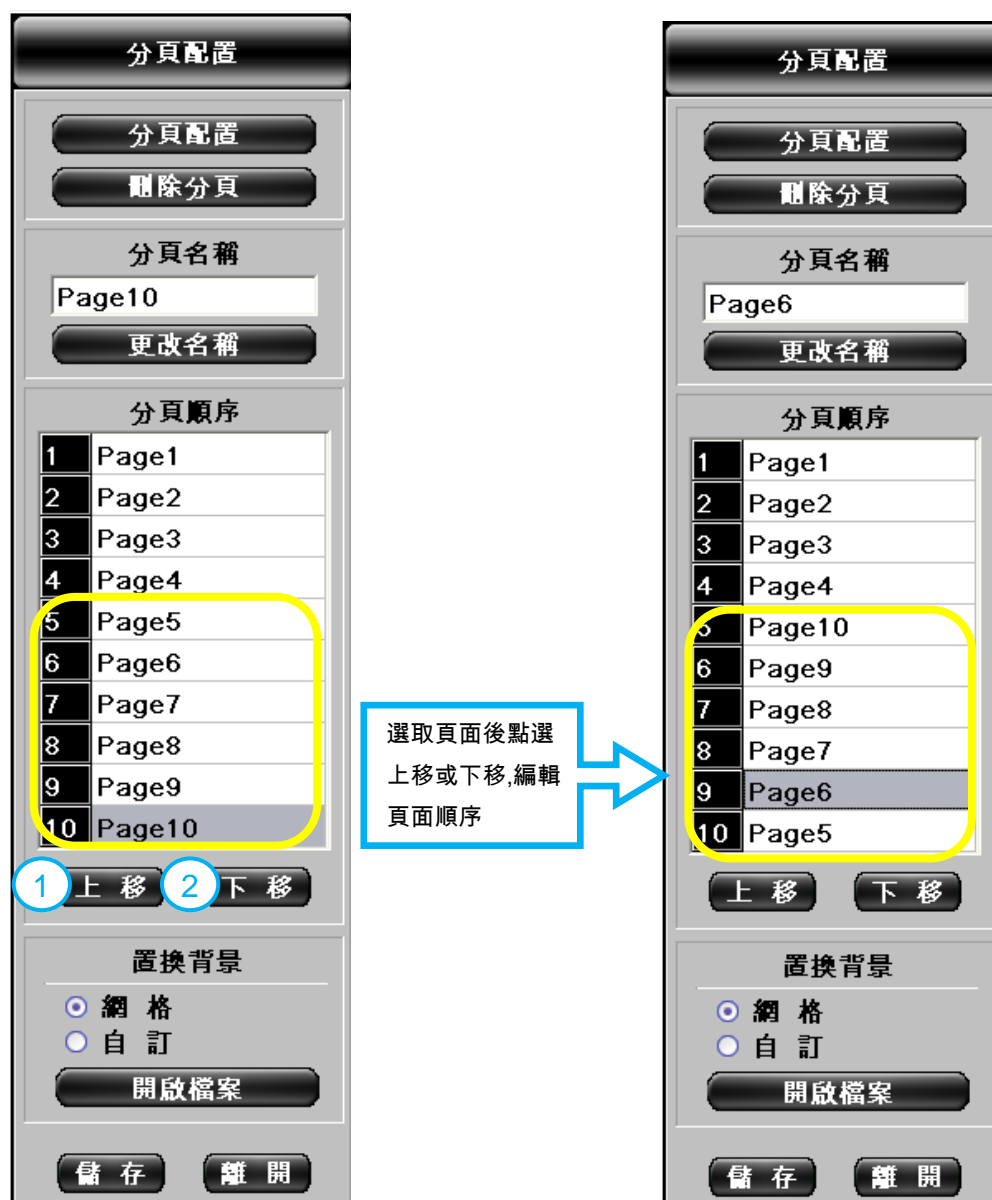 分頁配置
分頁配置
刪除分頁
分頁名稱
Page10
更改名稱
分頁順序
1 Page1
2 Page2
3 Page3
4 Page4
5 Page5
6 Page6
7 Page7
8 Page8
9 Page9
10 Page10
1 上 移 2 下 移
置換背景
網 格
自 訂
開啟檔案
儲 存 離 開
選取頁面後點選
上移或下移,編輯
頁面順序
分頁配置
分頁配置
刪除分頁
分頁名稱
Page6
更改名稱
分頁順序
1 Page1
2 Page2
3 Page3
4 Page4
5 Page10
6 Page9
7 Page8
8 Page7
9 Page6
10 Page5
上 移 下 移
置換背景
網 格
自 訂
開啟檔案
儲 存 離 開